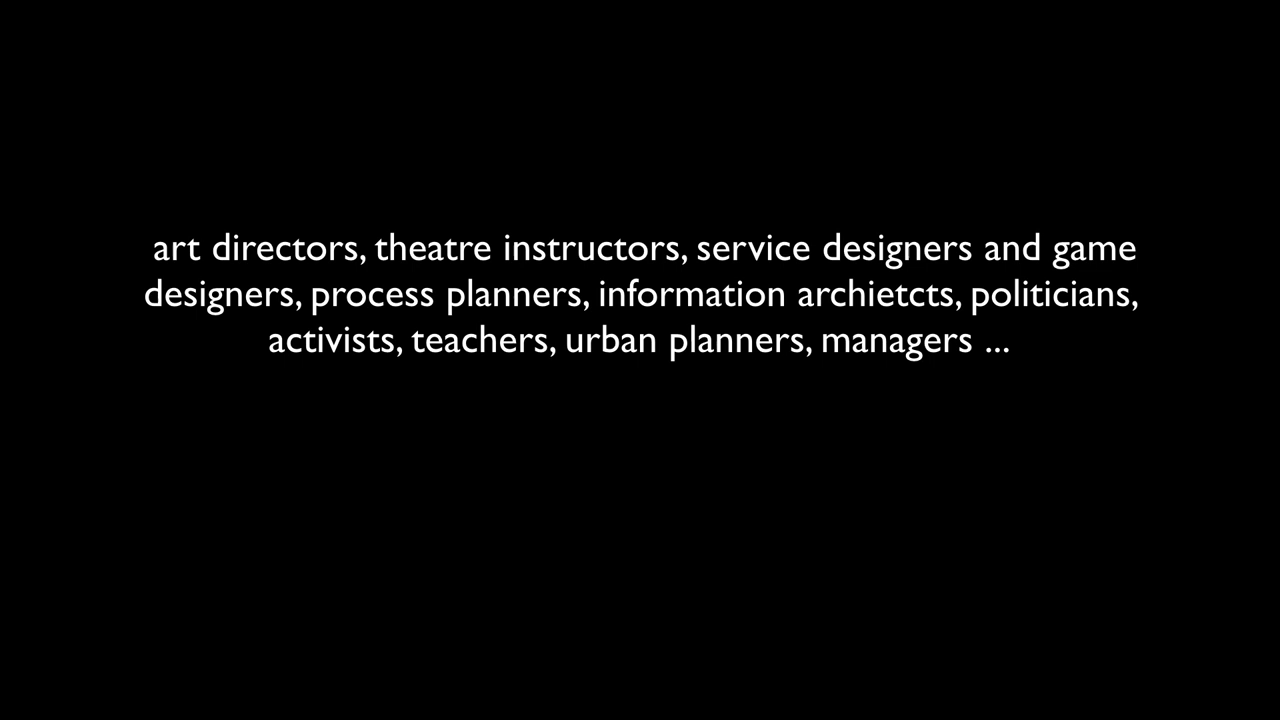 art directors, theatre instructors, service designers and game
designers, process planners, information archietcts, politicians,
activists, teachers, urban planners, managers ...